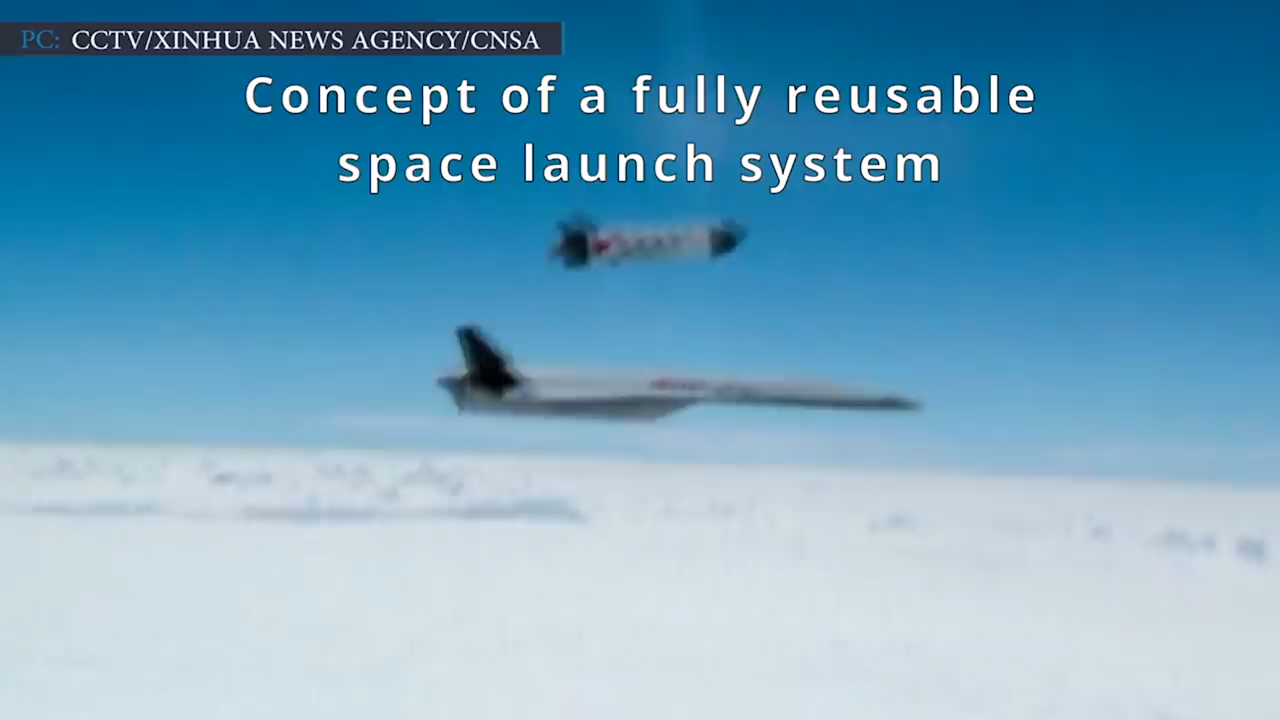 PC: CCTV/XINHUA NEWS AGENCY/CNSA
Concept of a fully reusable
space launch system